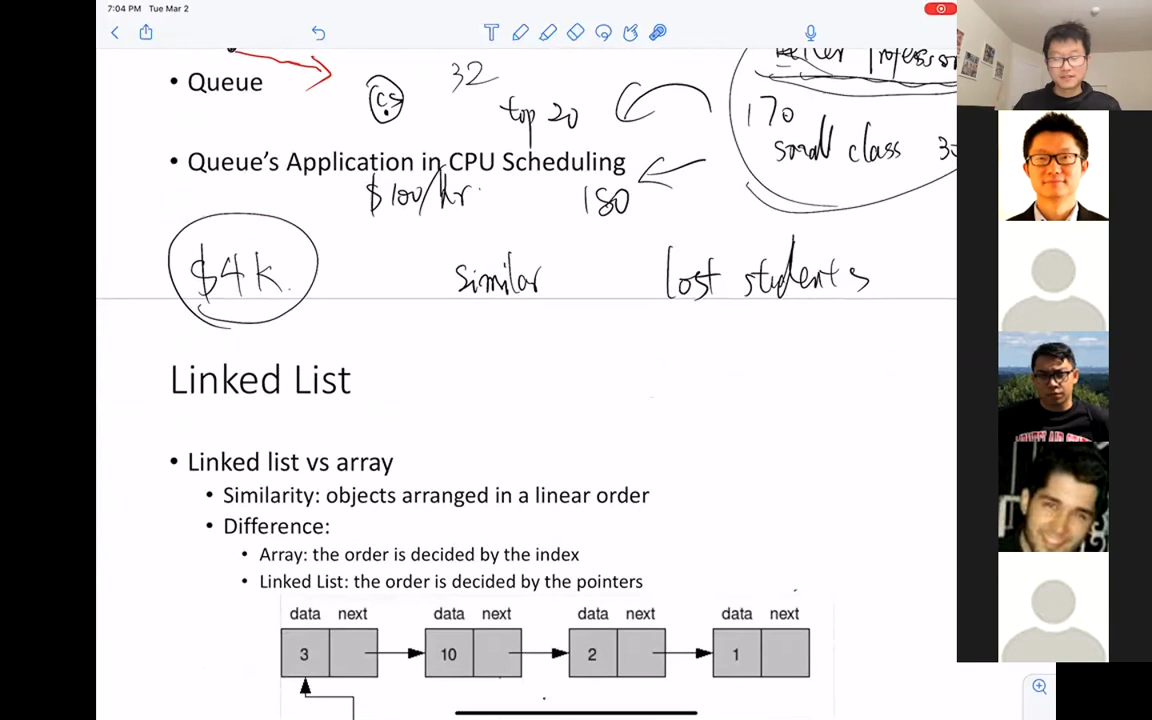 7:04 PM Tue Mar 2
Professor
• Queue
CS
32
top 20
170
small class
• Queue's Application in CPU Scheduling
$100/hr.
180
$4k.
similar
lost students
Linked List
• Linked list vs array
• Similarity: objects arranged in a linear order
• Difference:
• Array: the order is decided by the index
• Linked List: the order is decided by the pointers
data next data next data next data next
3 10 2 1